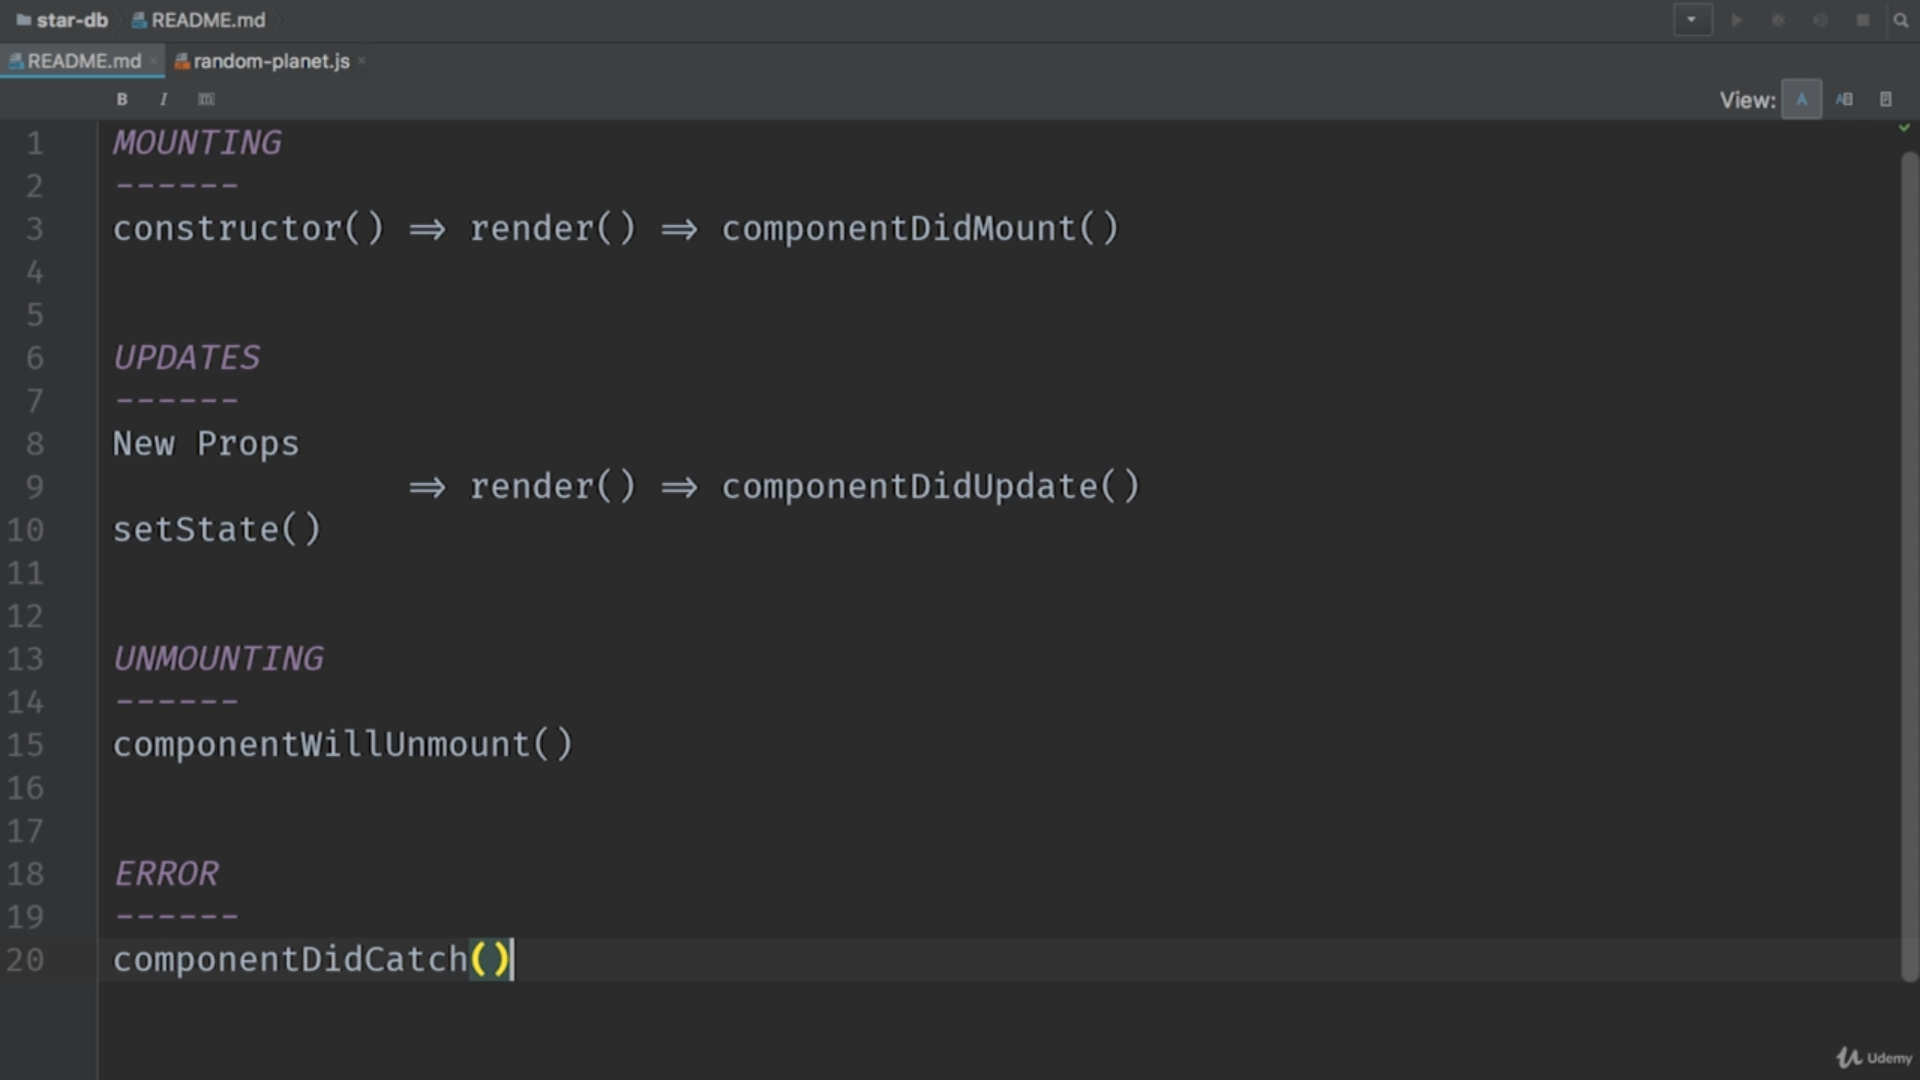 star-db README.md
README.md random-planet.js
B I m View: A A
1 MOUNTING
2 ------
3 constructor() ⇒ render() ⇒ componentDidMount()
4
5
6 UPDATES
7 ------
8 New Props
9 ⇒ render() ⇒ componentDidUpdate()
10 setState()
11
12
13 UNMOUNTING
14 ------
15 componentWillUnmount()
16
17
18 ERROR
19 ------
20 componentDidCatch()
Udemy